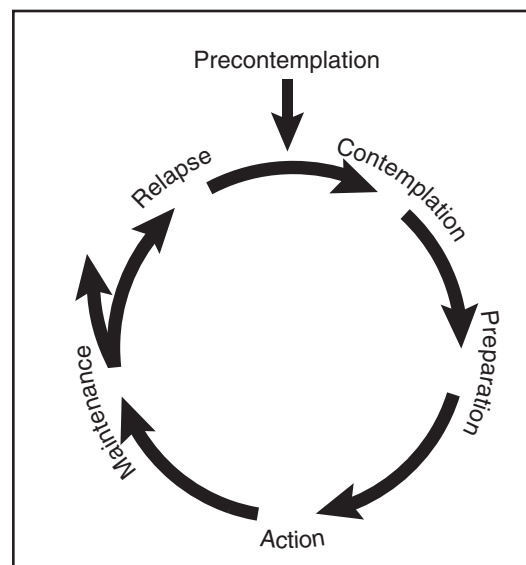 Precontemplation
Contemplation
Preparation
Action
Maintenance
Relapse